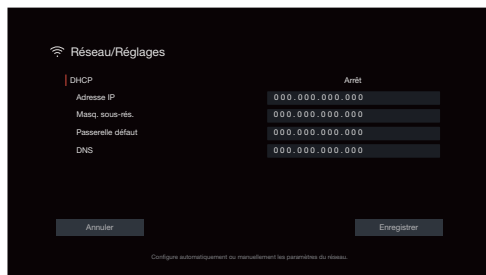 Réseau/Réglages
DHCP Arrêt
Adresse IP 000.000.000.000
Masq. sous-rés. 000.000.000.000
Passerelle défaut 000.000.000.000
DNS 000.000.000.000
Annuler Enregistrer
Configure automatiquement ou manuellement les paramètres du réseau.